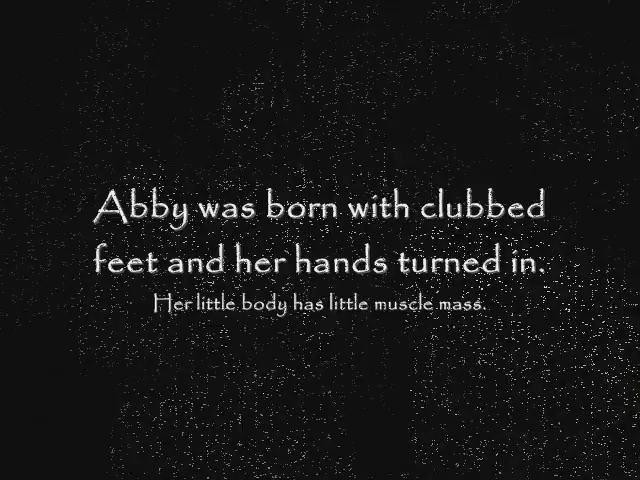 Abby was born with clubbed
feet and her hands turned in.
Her little body has little muscle mass.